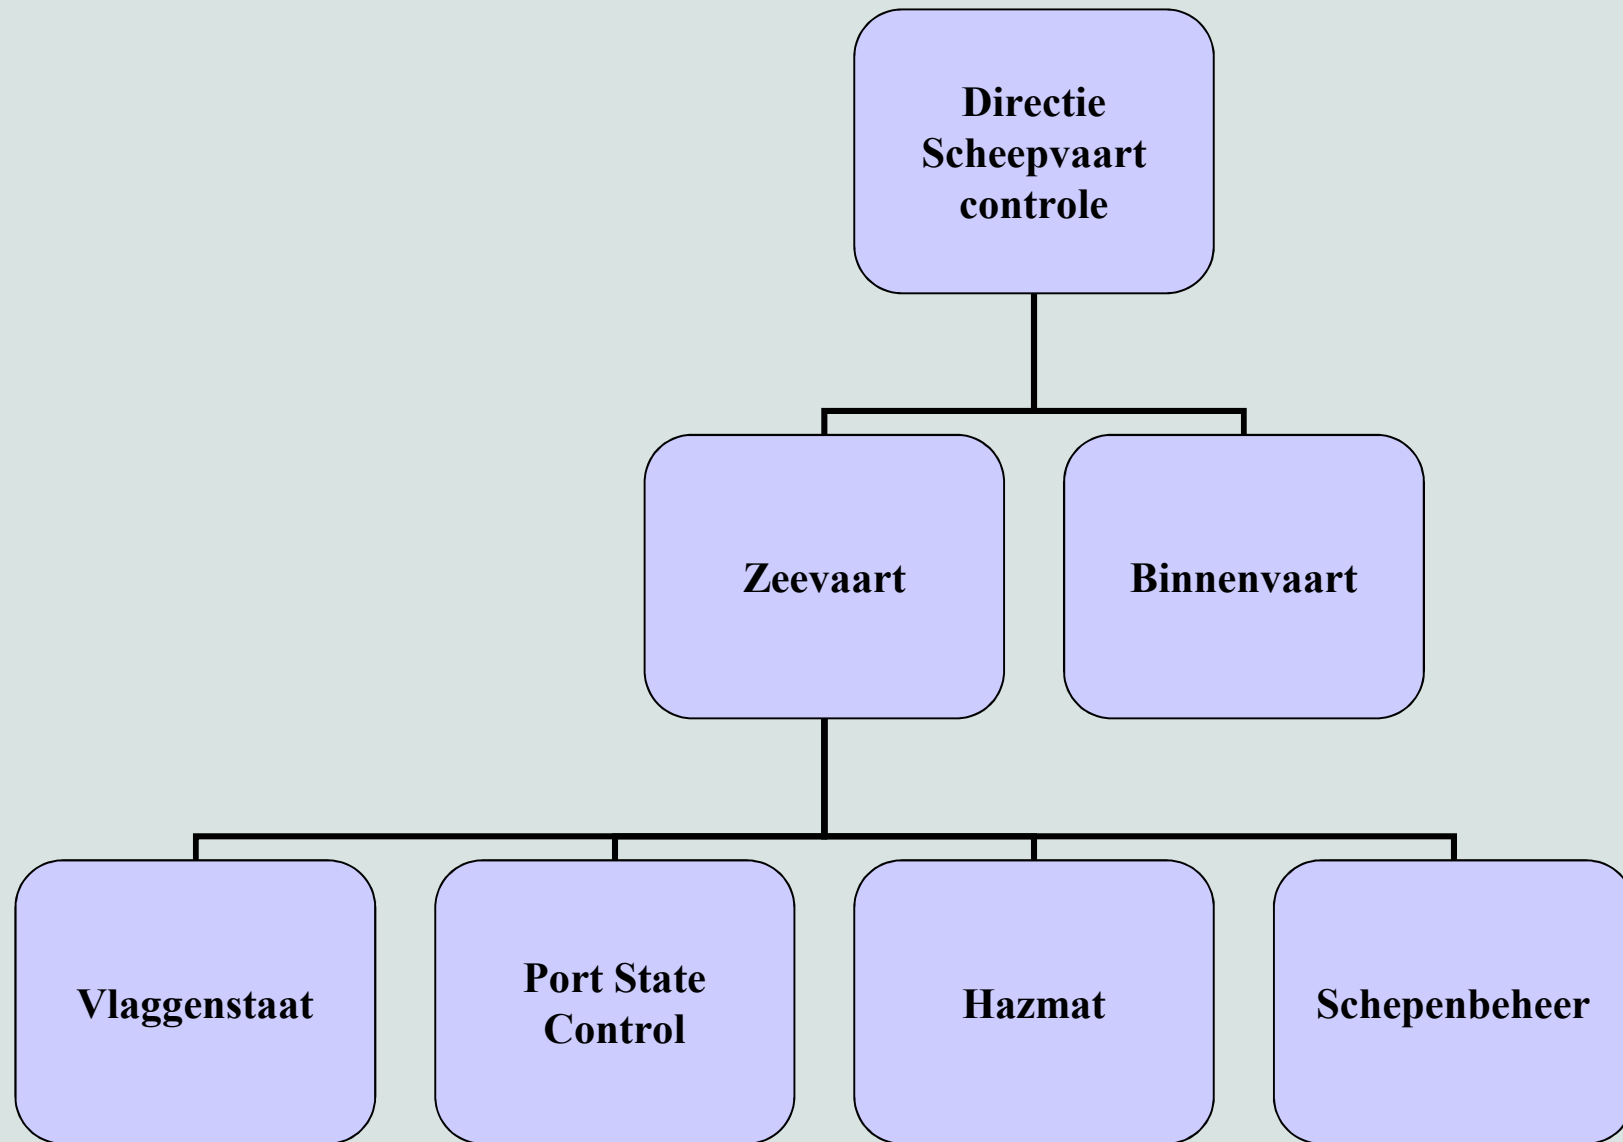 Directie
Scheepvaart
controle
Zeevaart
Binnenvaart
Vlaggenstaat
Port State
Control
Hazmat
Schepenbeheer